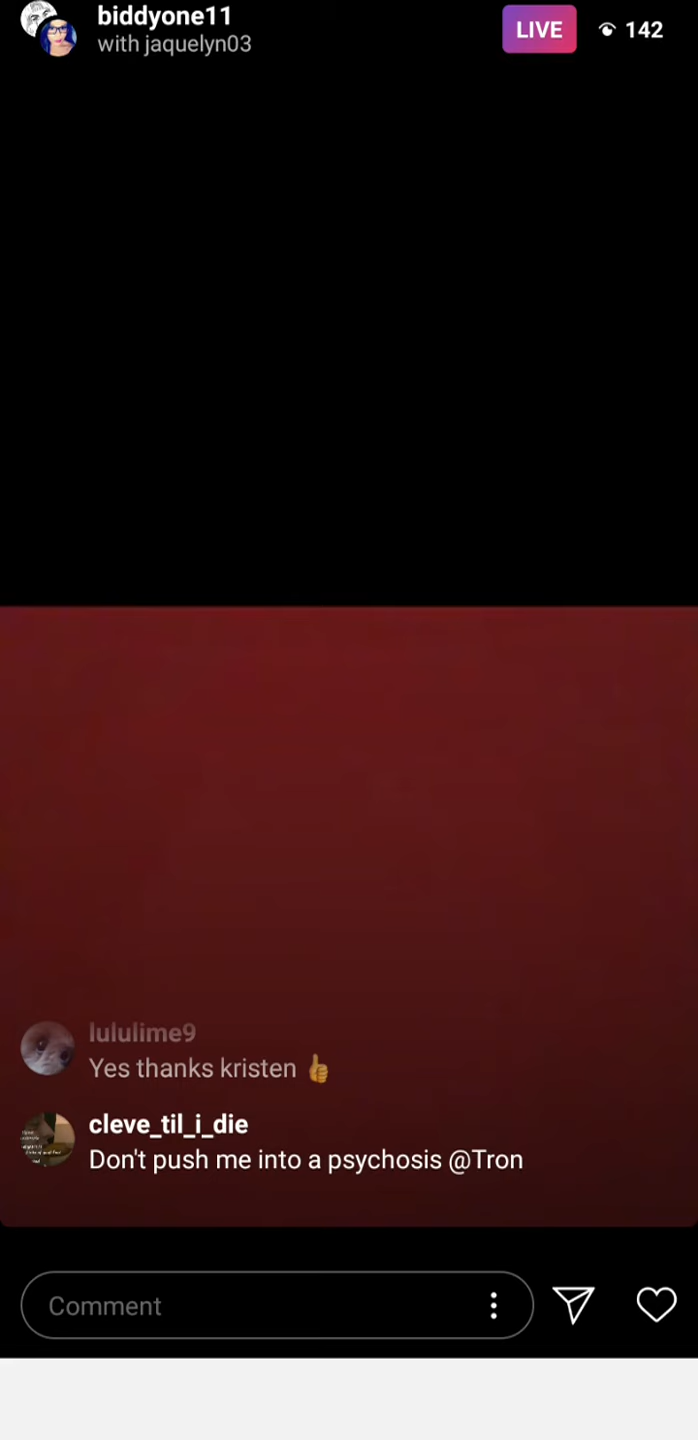 biddyone11
with jaquelyn03
LIVE
142
lululime9
Yes thanks kristen 👍
cleve_til_i_die
Don't push me into a psychosis @Tron
Comment